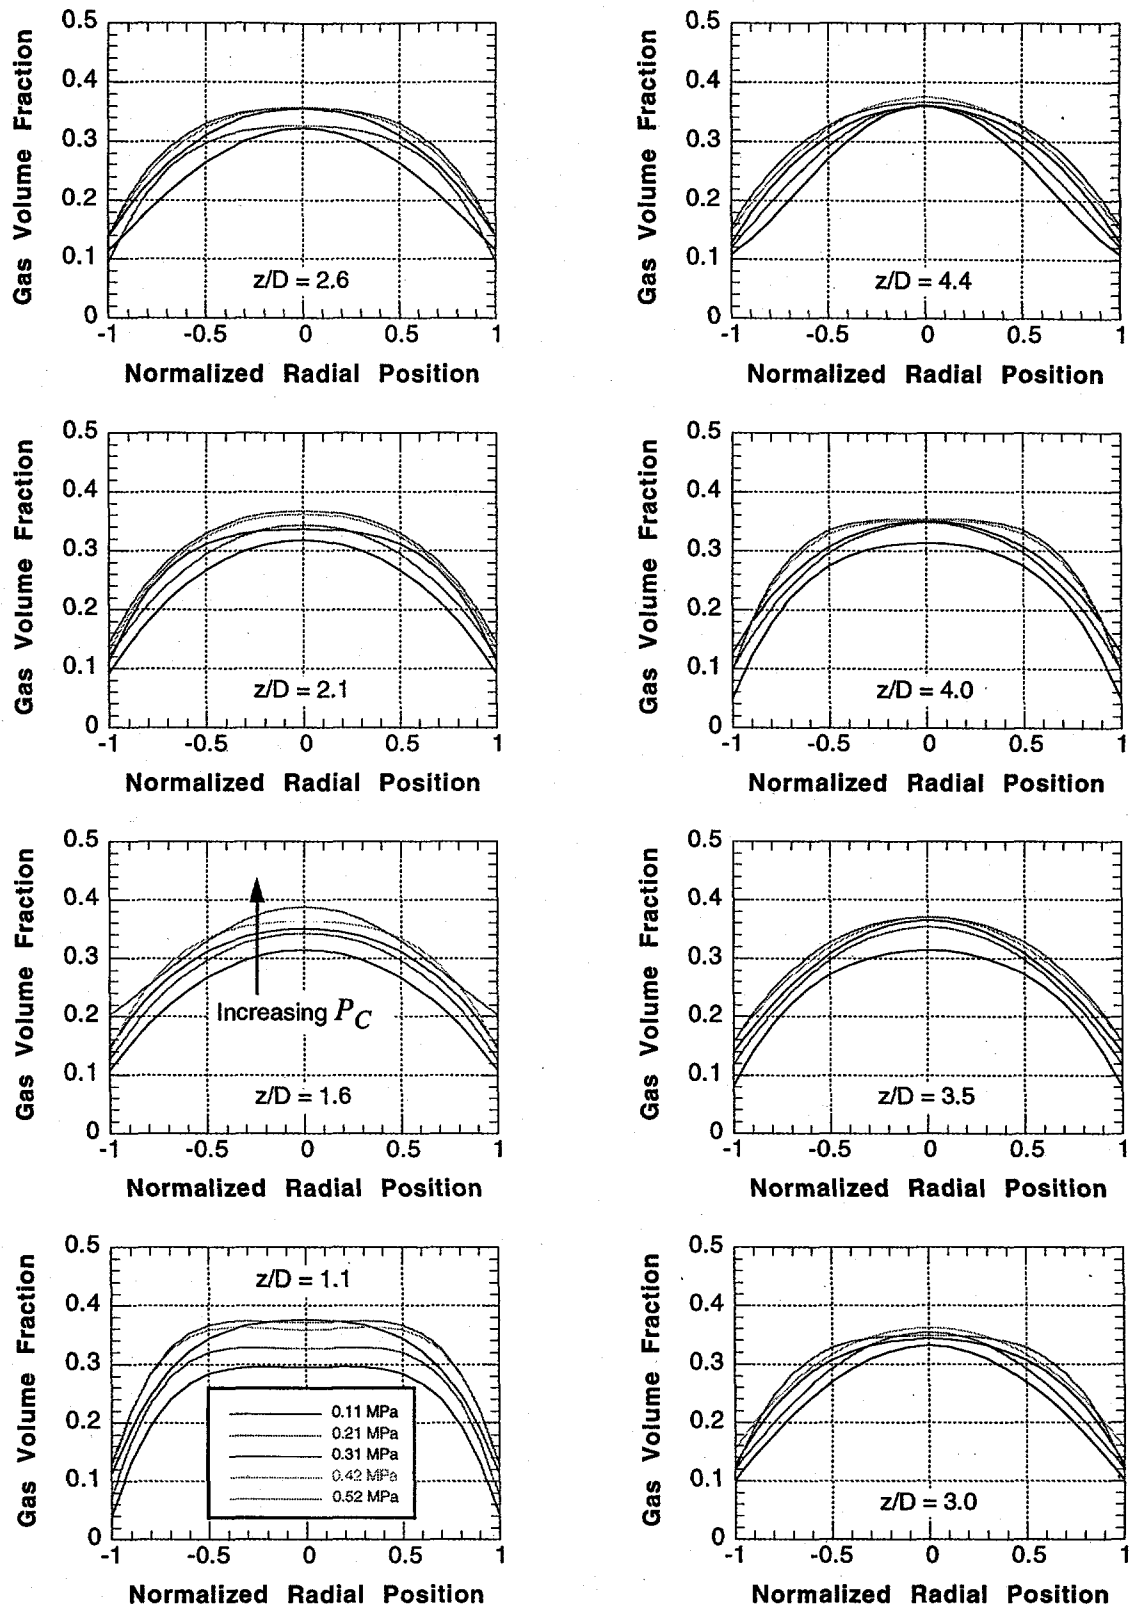 0.5
0.4
0.3
0.2
0.1
0
Gas Volume Fraction
z/D = 2.6
-1 -0.5 0 0.5 1
Normalized Radial Position
0.5
0.4
0.3
0.2
0.1
0
Gas Volume Fraction
z/D = 4.4
-1 -0.5 0 0.5 1
Normalized Radial Position
0.5
0.4
0.3
0.2
0.1
0
Gas Volume Fraction
z/D = 2.1
-1 -0.5 0 0.5 1
Normalized Radial Position
0.5
0.4
0.3
0.2
0.1
0
Gas Volume Fraction
z/D = 4.0
-1 -0.5 0 0.5 1
Normalized Radial Position
0.5
0.4
0.3
0.2
0.1
0
Gas Volume Fraction
Increasing P_C
z/D = 1.6
-1 -0.5 0 0.5 1
Normalized Radial Position
0.5
0.4
0.3
0.2
0.1
0
Gas Volume Fraction
z/D = 3.5
-1 -0.5 0 0.5 1
Normalized Radial Position
0.5
0.4
0.3
0.2
0.1
0
Gas Volume Fraction
z/D = 1.1
0.11 MPa
0.21 MPa
0.31 MPa
0.42 MPa
0.52 MPa
-1 -0.5 0 0.5 1
Normalized Radial Position
0.5
0.4
0.3
0.2
0.1
0
Gas Volume Fraction
z/D = 3.0
-1 -0.5 0 0.5 1
Normalized Radial Position